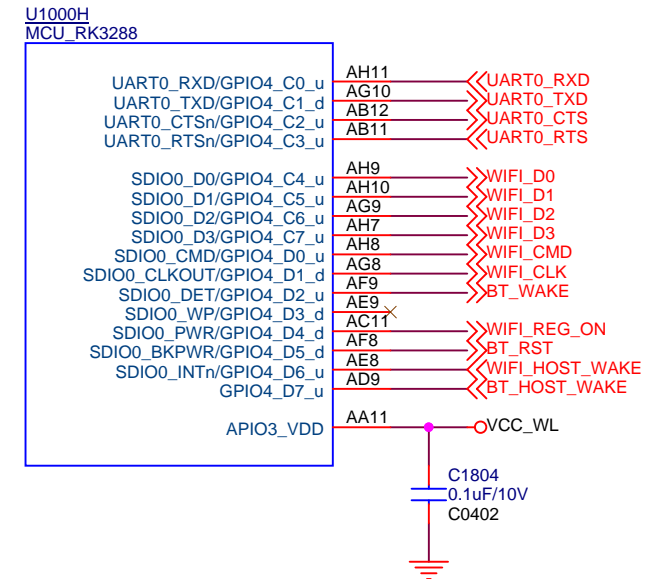 U1000H
MCU_RK3288
UART0_RXD/GPIO4_C0_u AH11 UART0_RXD
UART0_TXD/GPIO4_C1_d AG10 UART0_TXD
UART0_CTSn/GPIO4_C2_u AB12 UART0_CTS
UART0_RTSn/GPIO4_C3_u AB11 UART0_RTS
SDIO0_D0/GPIO4_C4_u AH9 WIFI_D0
SDIO0_D1/GPIO4_C5_u AH10 WIFI_D1
SDIO0_D2/GPIO4_C6_u AG9 WIFI_D2
SDIO0_D3/GPIO4_C7_u AH7 WIFI_D3
SDIO0_CMD/GPIO4_D0_u AH8 WIFI_CMD
SDIO0_CLKOUT/GPIO4_D1_d AG8 WIFI_CLK
SDIO0_DET/GPIO4_D2_u AF9 BT_WAKE
SDIO0_WP/GPIO4_D3_d AE9
SDIO0_PWR/GPIO4_D4_d AC11 WIFI_REG_ON
SDIO0_BKPWR/GPIO4_D5_d AF8 BT_RST
SDIO0_INTn/GPIO4_D6_u AE8 WIFI_HOST_WAKE
GPIO4_D7_u AD9 BT_HOST_WAKE
APIO3_VDD AA11 VCC_WL
C1804
0.1uF/10V
C0402